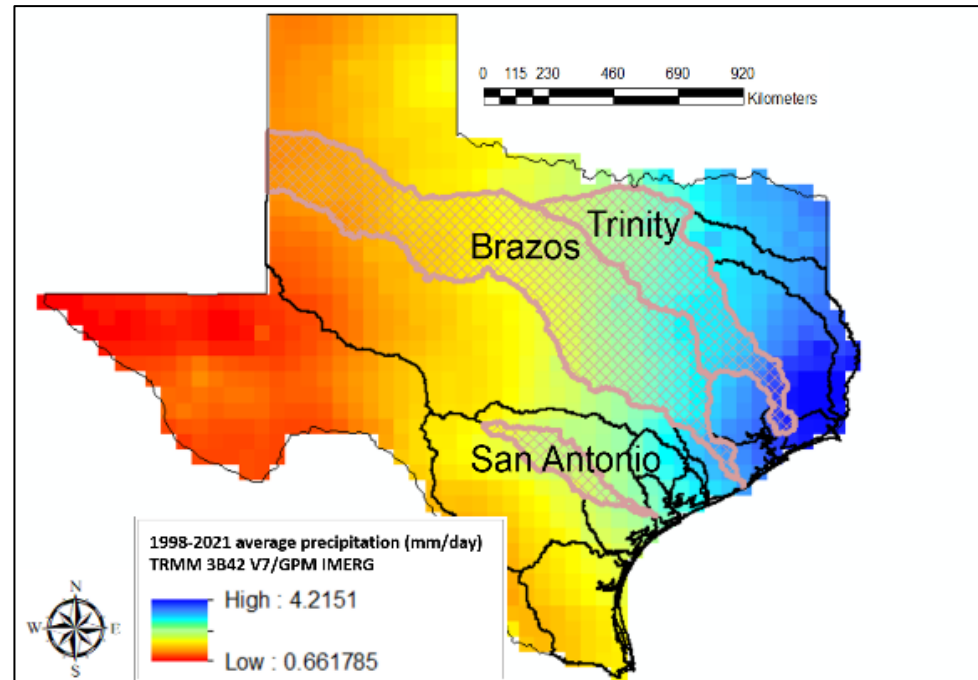 0 115 230 460 690 920
Kilometers
Trinity
Brazos
San Antonio
1998-2021 average precipitation (mm/day)
TRMM 3B42 V7/GPM IMERG
High : 4.2151
Low : 0.661785
N
W E
S